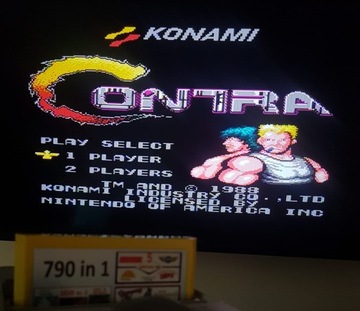 KONAMI
CONTRA
PLAY SELECT
1 PLAYER
2 PLAYERS
TM AND © 1988
KONAMI INDUSTRY CO.,LTD
LICENSED BY
NINTENDO OF AMERICA INC
790 in 1
5